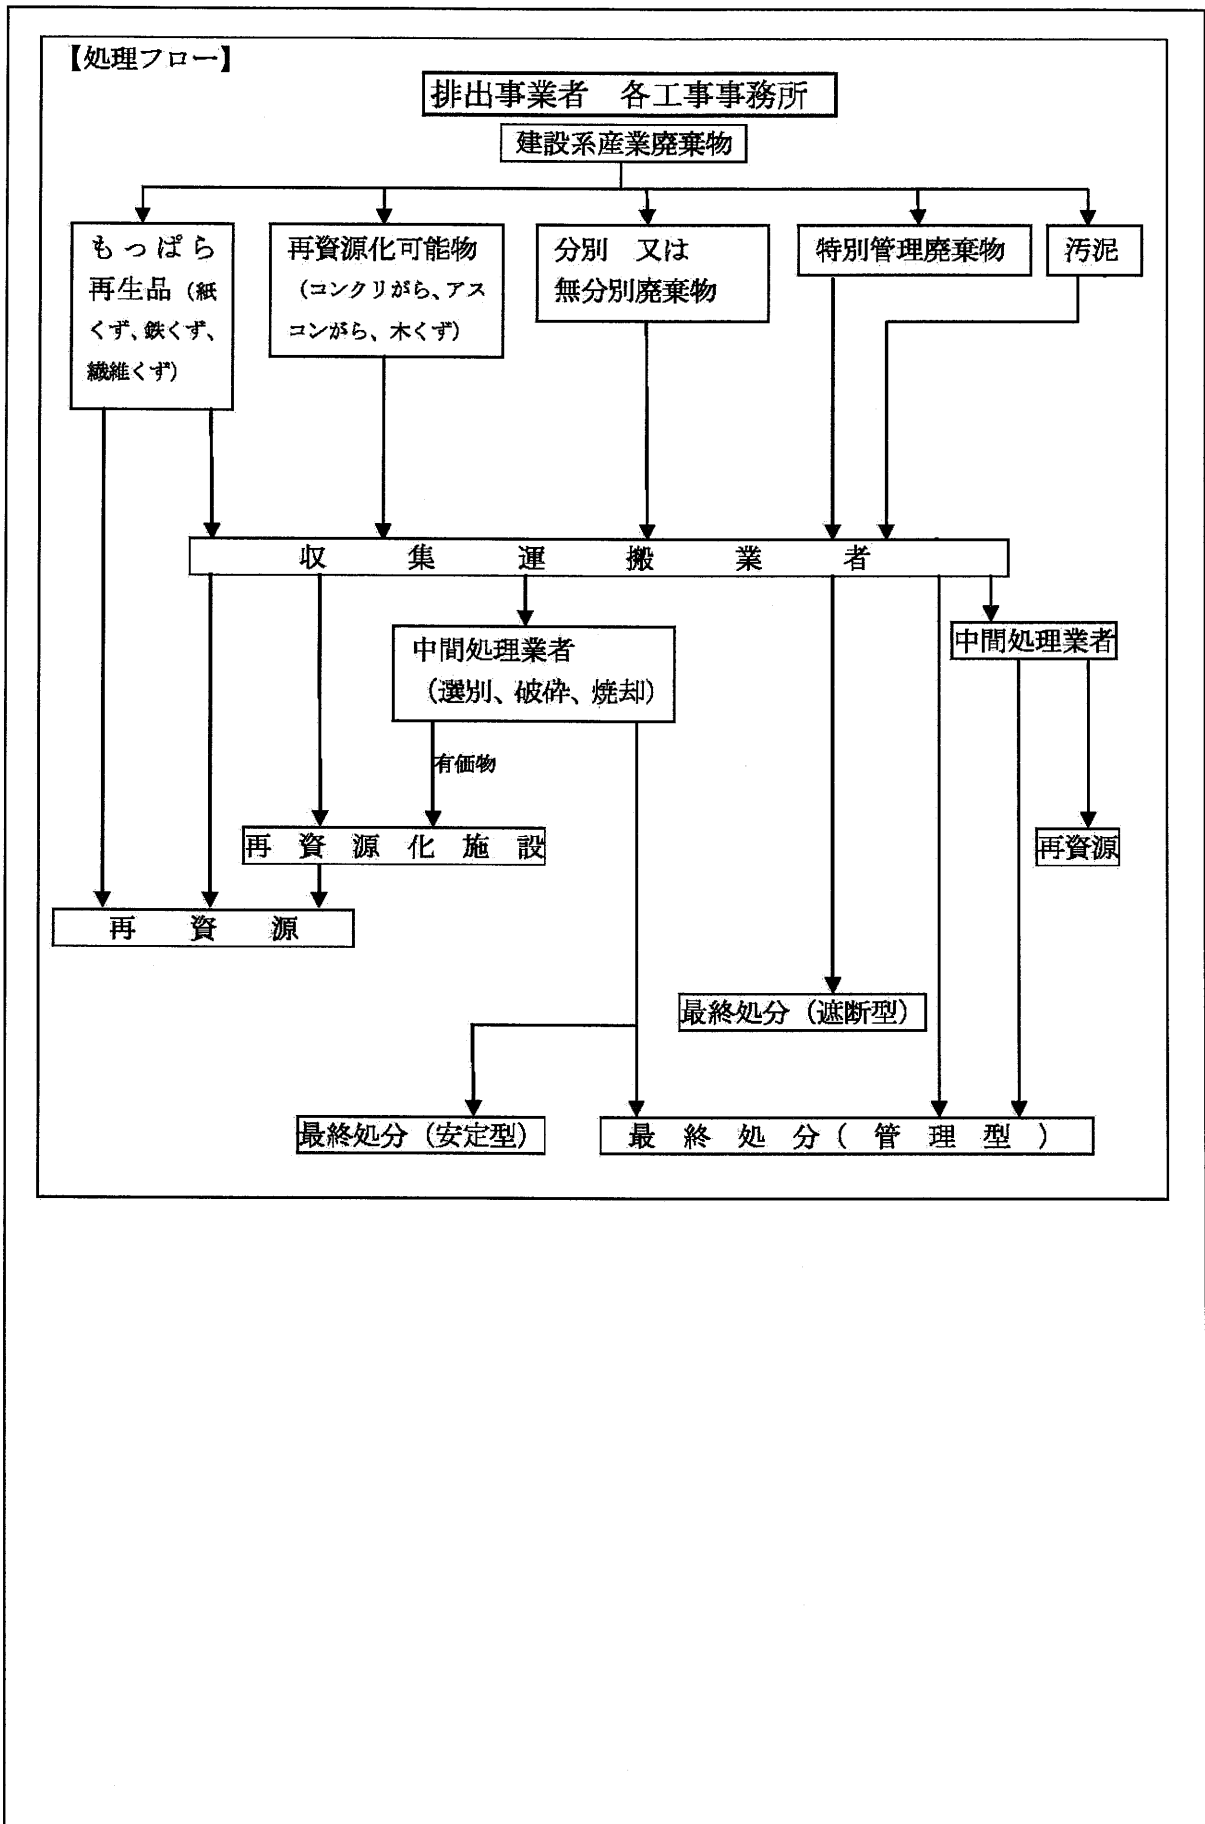 【処理フロー】
排出事業者　各工事事務所
建設系産業廃棄物
もっぱら
再生品（紙
くず、鉄くず、
繊維くず）
再資源化可能物
（コンクリがら、アス
コンがら、木くず）
分別　又は
無分別廃棄物
特別管理廃棄物
汚泥
収集運搬業者
中間処理業者
（選別、破砕、焼却）
中間処理業者
有価物
再資源化施設
再資源
再資源
最終処分（遮断型）
最終処分（安定型）
最終処分（管理型）